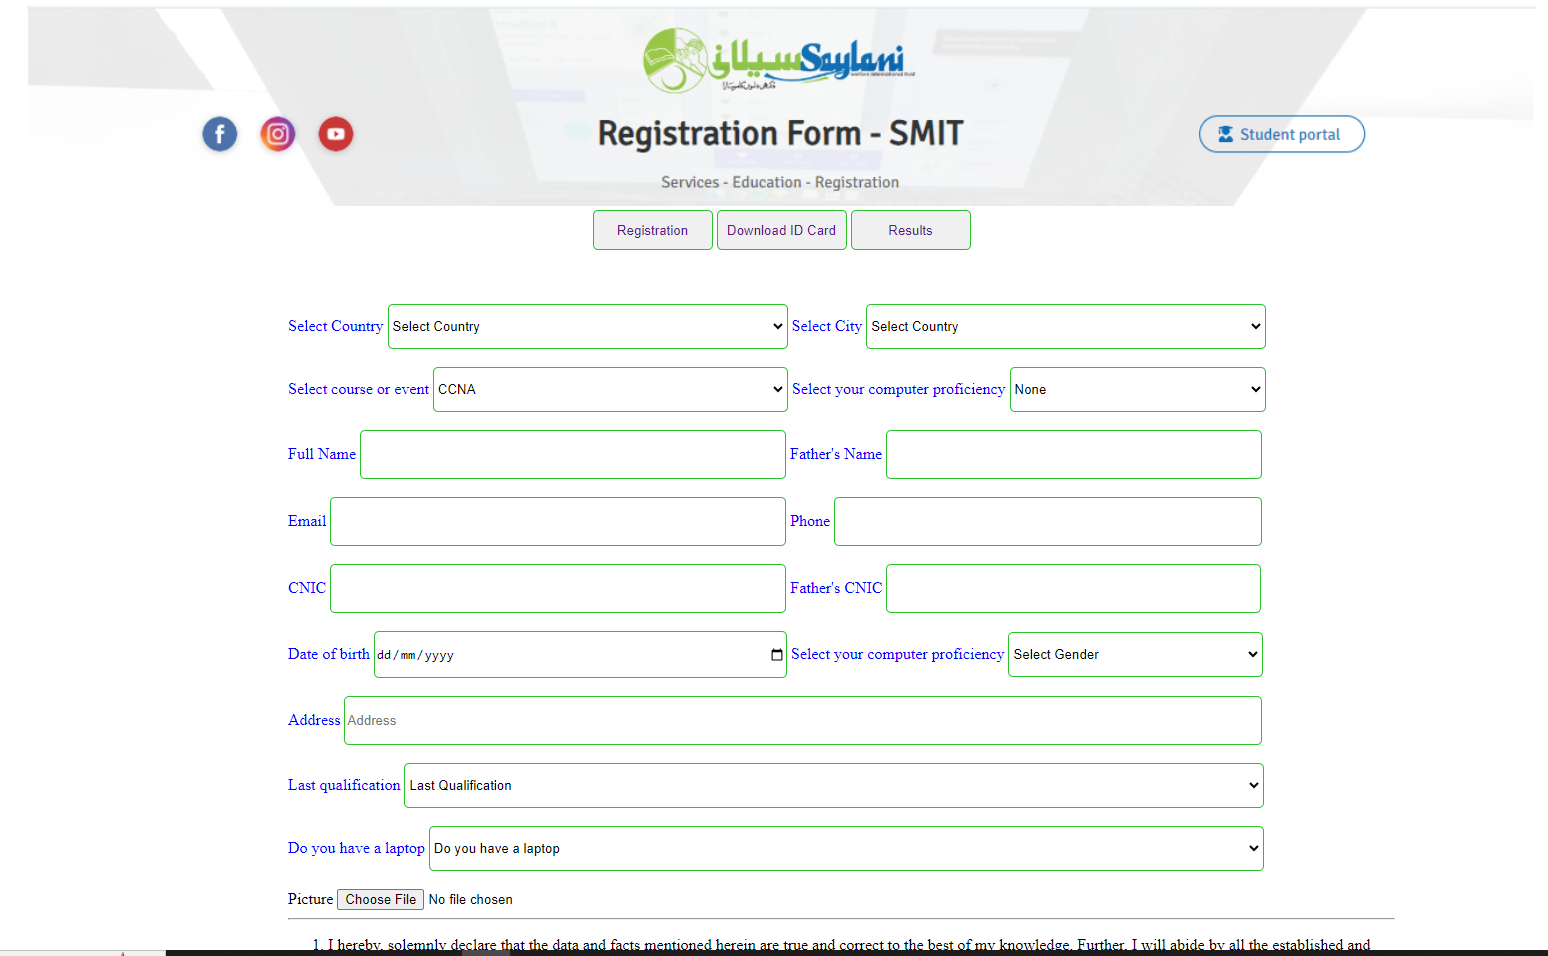 سیلانی Saylani
Registration Form - SMIT
Student portal
Services - Education - Registration
Registration Download ID Card Results
Select Country Select Country Select City Select Country
Select course or event CCNA Select your computer proficiency None
Full Name Father's Name
Email Phone
CNIC Father's CNIC
Date of birth dd/mm/yyyy Select your computer proficiency Select Gender
Address Address
Last qualification Last Qualification
Do you have a laptop Do you have a laptop
Picture Choose File No file chosen
1. I hereby, solemnly declare that the data and facts mentioned herein are true and correct to the best of my knowledge. Further, I will abide by all the established and